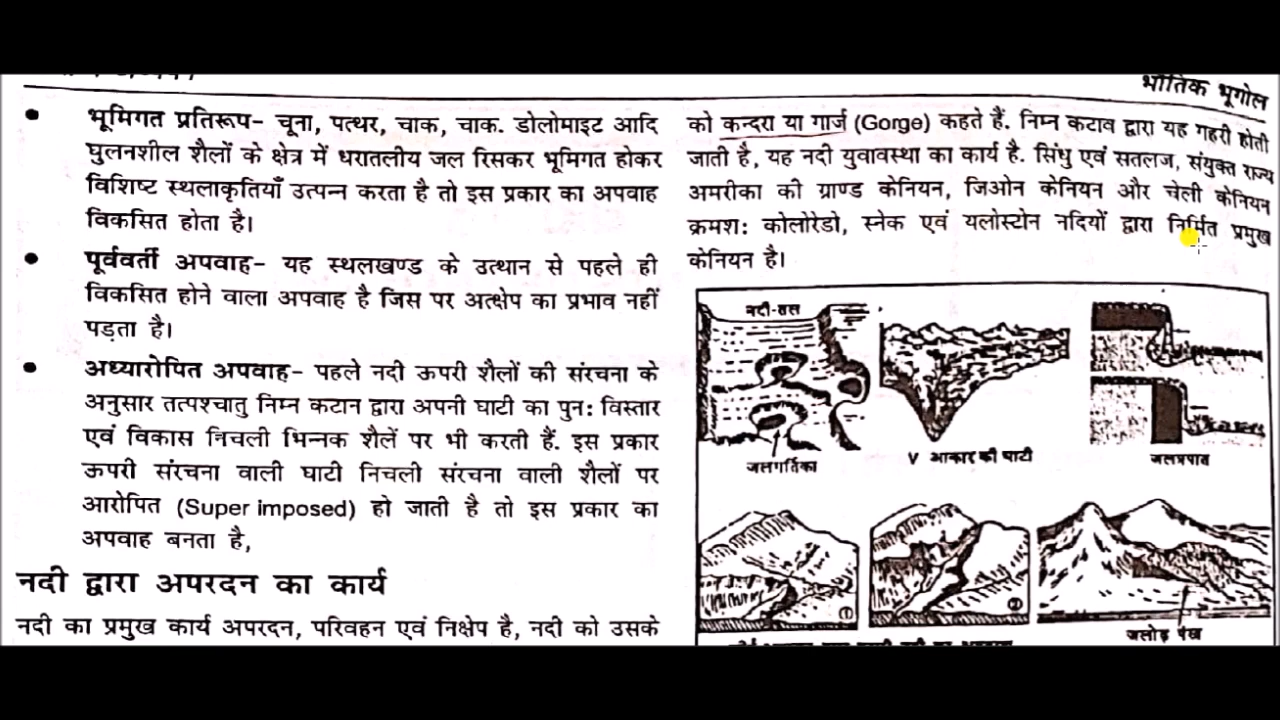 भौतिक भूगोल
• भूमिगत प्रतिरूप- चूना, पत्थर, चाक, चाक. डोलोमाइट आदि
घुलनशील शैलों के क्षेत्र में धरातलीय जल रिसकर भूमिगत होकर
विशिष्ट स्थलाकृतियाँ उत्पन्न करता है तो इस प्रकार का अपवाह
विकसित होता है।
• पूर्ववर्ती अपवाह- यह स्थलखण्ड के उत्थान से पहले ही
विकसित होने वाला अपवाह है जिस पर अत्क्षेप का प्रभाव नहीं
पड़ता है।
• अध्यारोपित अपवाह- पहले नदी ऊपरी शैलों की संरचना के
अनुसार तत्पश्चातु निम्न कटान द्वारा अपनी घाटी का पुन: विस्तार
एवं विकास निचली भिन्नक शैलें पर भी करती हैं. इस प्रकार
ऊपरी संरचना वाली घाटी निचली संरचना वाली शैलों पर
आरोपित (Super imposed) हो जाती है तो इस प्रकार का
अपवाह बनता है,
नदी द्वारा अपरदन का कार्य
नदी का प्रमुख कार्य अपरदन, परिवहन एवं निक्षेप है, नदी को उसके
को कन्दरा या गार्ज (Gorge) कहते हैं. निम्न कटाव द्वारा यह गहरी होती
जाती है, यह नदी युवावस्था का कार्य है. सिंधु एवं सतलज, संयुक्त राज्य
अमरीका की ग्राण्ड केनियन, जिओन केनियन और चेली केनियन
क्रमश: कोलोरेडो, स्नेक एवं यलोस्टोन नदियों द्वारा निर्मित प्रमुख
केनियन है।
नदी-तल
जलगर्तिका
V आकार की घाटी
जलप्रपात
①
②
जलोढ़ पंख